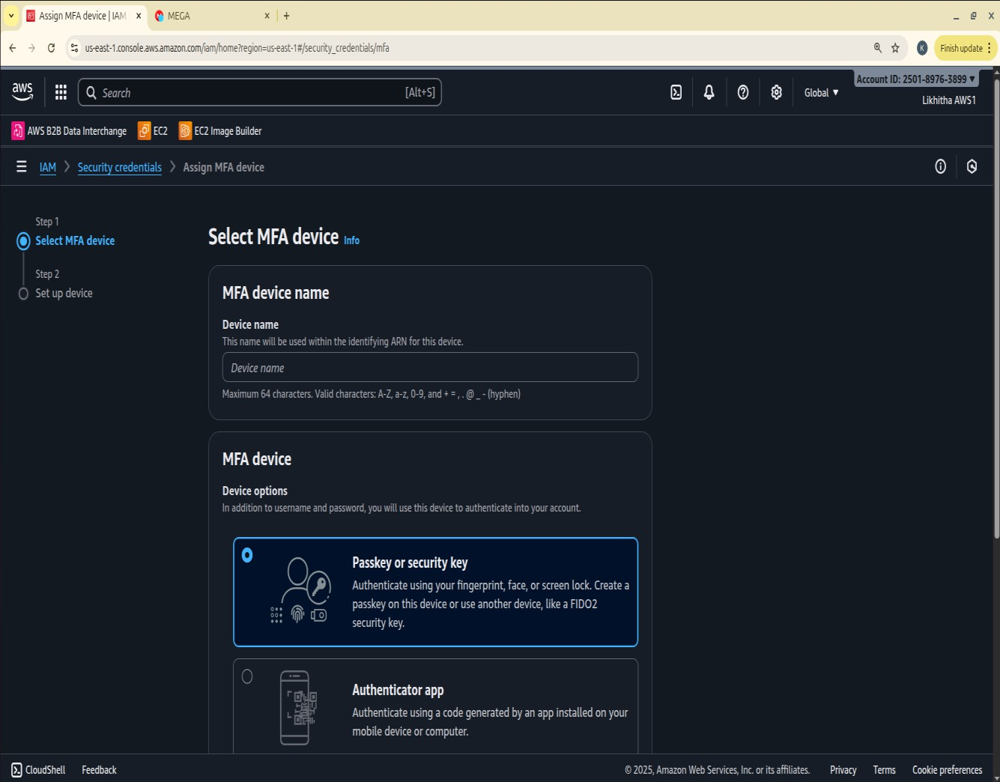 Assign MFA device | IAM
MEGA
us-east-1.console.aws.amazon.com/iam/home?region=us-east-1#/security_credentials/mfa
K
Finish update
aws
Search
[Alt+S]
Global
Account ID: 2501-8976-3899
Likhitha AWS1
AWS B2B Data Interchange
EC2
EC2 Image Builder
IAM
Security credentials
Assign MFA device
Step 1
Select MFA device
Step 2
Set up device
Select MFA device Info
MFA device name
Device name
This name will be used within the identifying ARN for this device.
Device name
Maximum 64 characters. Valid characters: A-Z, a-z, 0-9, and + = , . @ _ - (hyphen)
MFA device
Device options
In addition to username and password, you will use this device to authenticate into your account.
Passkey or security key
Authenticate using your fingerprint, face, or screen lock. Create a
passkey on this device or use another device, like a FIDO2
security key.
Authenticator app
Authenticate using a code generated by an app installed on your
mobile device or computer.
CloudShell
Feedback
© 2025, Amazon Web Services, Inc. or its affiliates.
Privacy
Terms
Cookie preferences